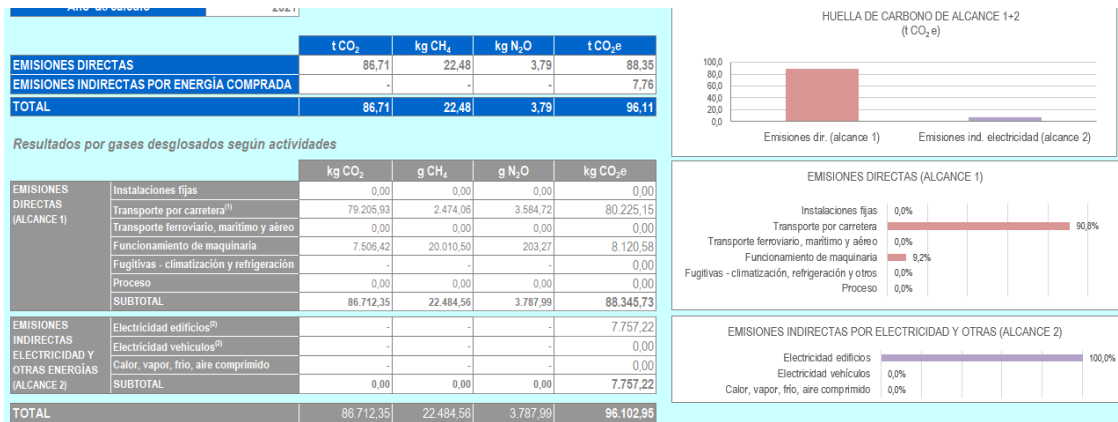 Año de cálculo 2021
t CO₂ kg CH₄ kg N₂O t CO₂e
EMISIONES DIRECTAS 86,71 22,48 3,79 88,35
EMISIONES INDIRECTAS POR ENERGÍA COMPRADA - - - 7,76
TOTAL 86,71 22,48 3,79 96,11
Resultados por gases desglosados según actividades
kg CO₂ g CH₄ g N₂O kg CO₂e
EMISIONES DIRECTAS (ALCANCE 1)
Instalaciones fijas 0,00 0,00 0,00 0,00
Transporte por carretera⁽¹⁾ 79.205,93 2.474,06 3.584,72 80.225,15
Transporte ferroviario, marítimo y aéreo 0,00 0,00 0,00 0,00
Funcionamiento de maquinaria 7.506,42 20.010,50 203,27 8.120,58
Fugitivas - climatización y refrigeración - - - 0,00
Proceso 0,00 0,00 0,00 0,00
SUBTOTAL 86.712,35 22.484,56 3.787,99 88.345,73
EMISIONES INDIRECTAS ELECTRICIDAD Y OTRAS ENERGÍAS (ALCANCE 2)
Electricidad edificios⁽²⁾ - - - 7.757,22
Electricidad vehículos⁽²⁾ - - - 0,00
Calor, vapor, frío, aire comprimido - - - 0,00
SUBTOTAL 0,00 0,00 0,00 7.757,22
TOTAL 86.712,35 22.484,56 3.787,99 96.102,95
HUELLA DE CARBONO DE ALCANCE 1+2
(t CO₂ e)
100,0
80,0
60,0
40,0
20,0
0,0
Emisiones dir. (alcance 1) Emisiones ind. electricidad (alcance 2)
EMISIONES DIRECTAS (ALCANCE 1)
Instalaciones fijas 0,0%
Transporte por carretera 90,8%
Transporte ferroviario, marítimo y aéreo 0,0%
Funcionamiento de maquinaria 9,2%
Fugitivas - climatización, refrigeración y otros 0,0%
Proceso 0,0%
EMISIONES INDIRECTAS POR ELECTRICIDAD Y OTRAS (ALCANCE 2)
Electricidad edificios 100,0%
Electricidad vehículos 0,0%
Calor, vapor, frío, aire comprimido 0,0%